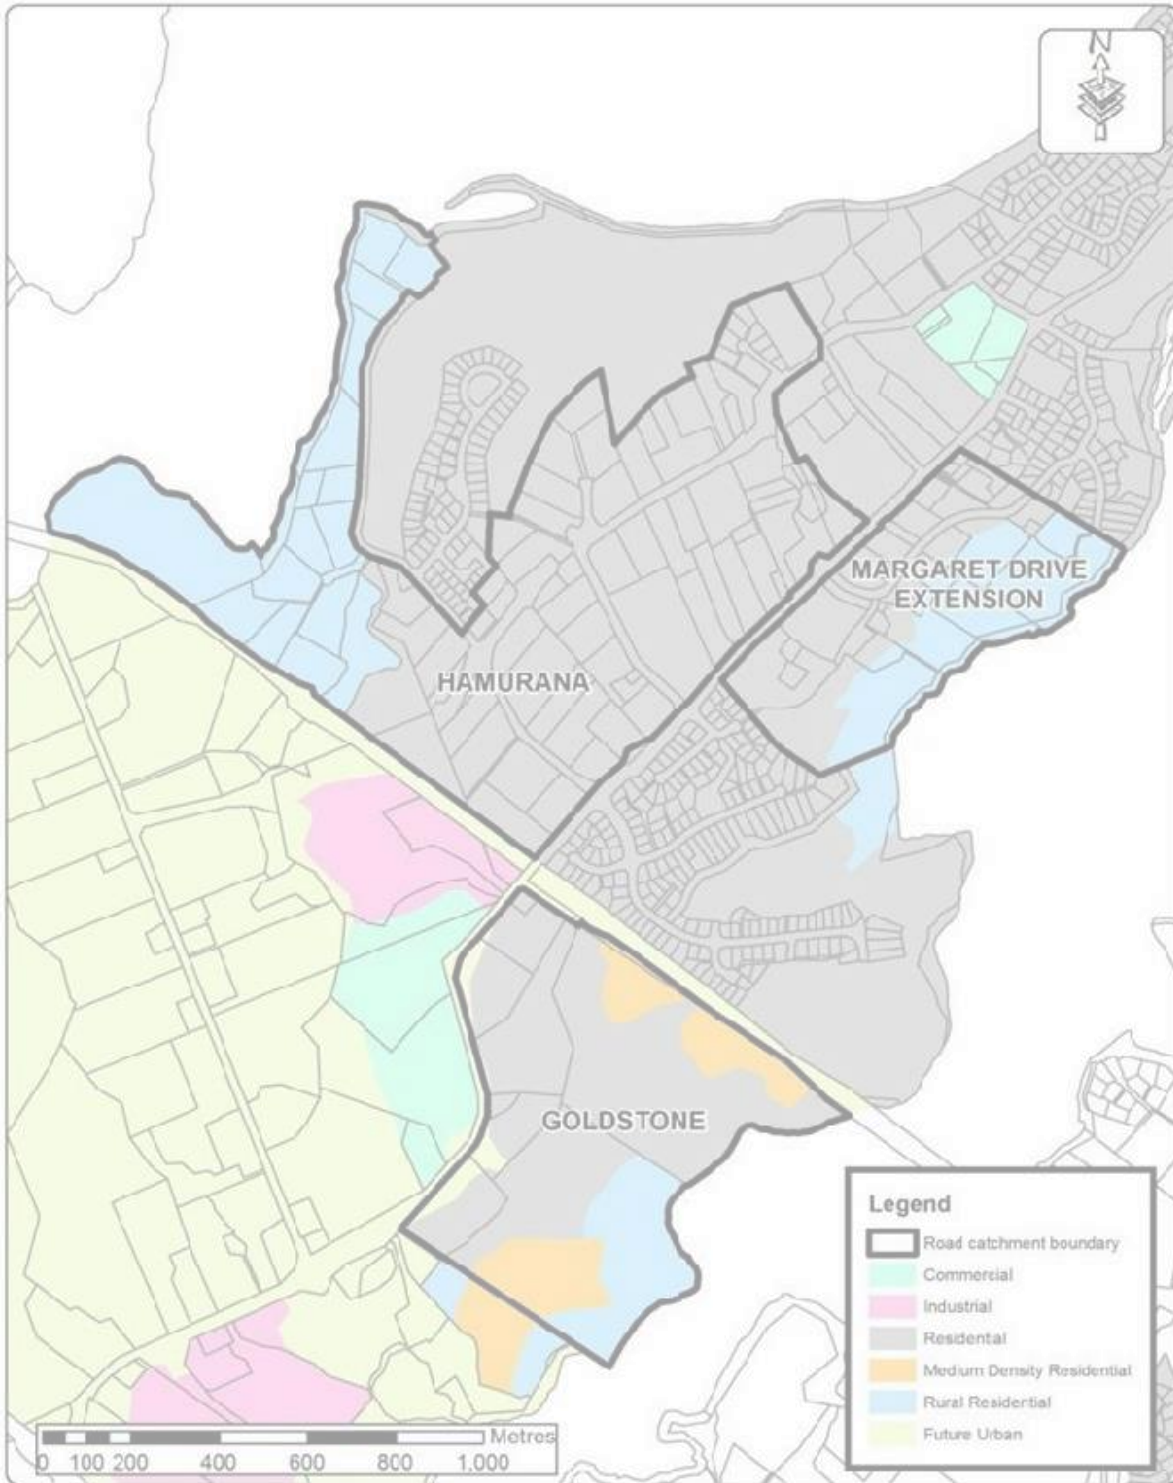 N
MARGARET DRIVE
EXTENSION
HAMURANA
GOLDSTONE
Legend
Road catchment boundary
Commercial
Industrial
Residential
Medium Density Residential
Rural Residential
Future Urban
Metres
0 100 200 400 600 800 1,000